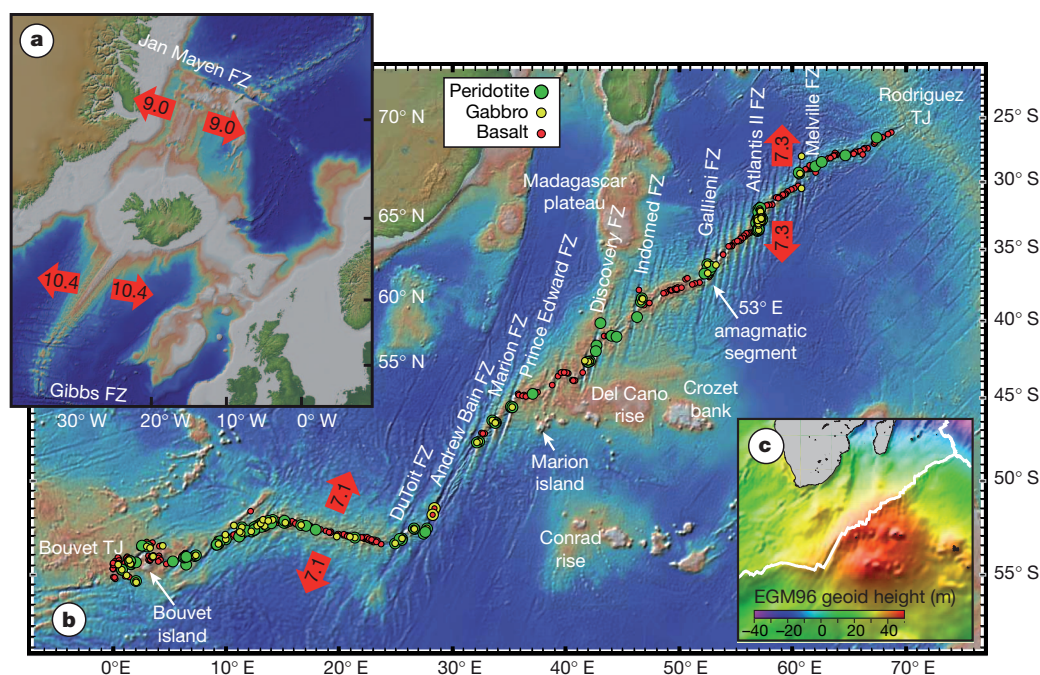 a
Jan Mayen FZ
9.0
9.0
10.4
10.4
Gibbs FZ
70° N
65° N
60° N
55° N
30° W
20° W
10° W
0° W
Peridotite
Gabbro
Basalt
Madagascar
plateau
Discovery FZ
Indomed FZ
Gallieni FZ
Atlantis II FZ
Melville FZ
Rodriguez
TJ
7.3
7.3
53° E
amagmatic
segment
DuToit FZ
Andrew Bain FZ
Marion FZ
Prince Edward FZ
Del Cano
rise
Crozet
bank
Marion
island
Conrad
rise
7.1
7.1
Bouvet TJ
Bouvet
island
b
25° S
30° S
35° S
40° S
45° S
50° S
55° S
0° E
10° E
20° E
30° E
40° E
50° E
60° E
70° E
c
EGM96 geoid height (m)
−40
−20
0
20
40